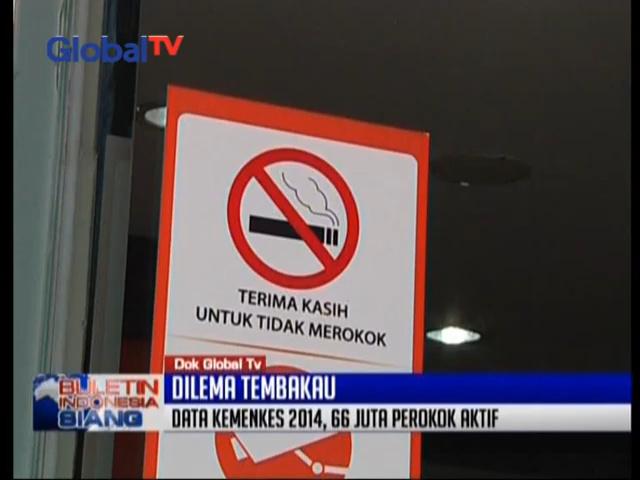 GlobalTV
TERIMA KASIH
UNTUK TIDAK MEROKOK
Dok Global Tv
BULETIN
INDONESIA
SIANG
DILEMA TEMBAKAU
DATA KEMENKES 2014, 66 JUTA PEROKOK AKTIF